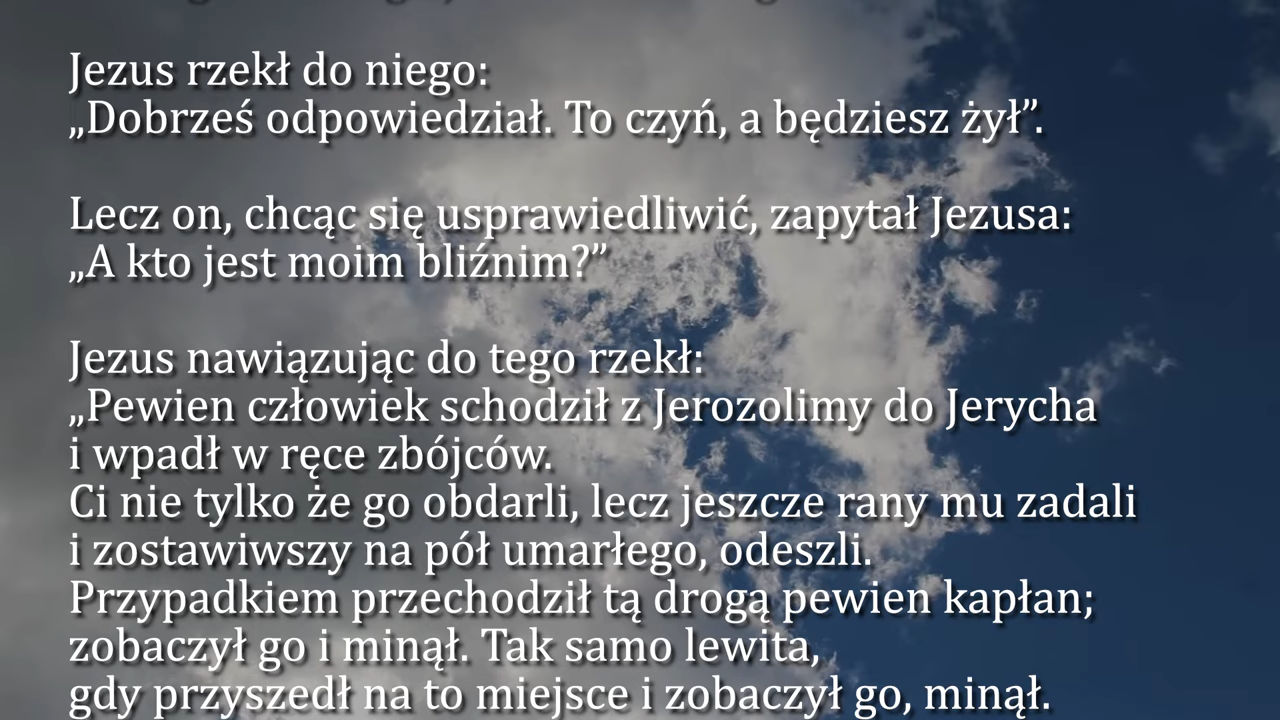 Jezus rzekł do niego:
„Dobrześ odpowiedział. To czyń, a będziesz żył”.
Lecz on, chcąc się usprawiedliwić, zapytał Jezusa:
„A kto jest moim bliźnim?”
Jezus nawiązując do tego rzekł:
„Pewien człowiek schodził z Jerozolimy do Jerycha
i wpadł w ręce zbójców.
Ci nie tylko że go obdarli, lecz jeszcze rany mu zadali
i zostawiwszy na pół umarłego, odeszli.
Przypadkiem przechodził tą drogą pewien kapłan;
zobaczył go i minął. Tak samo lewita,
gdy przyszedł na to miejsce i zobaczył go, minął.